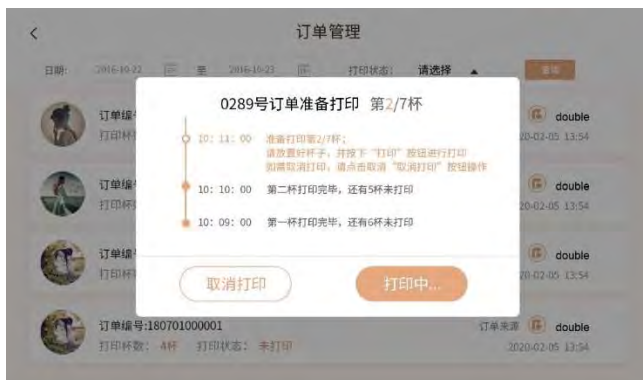 订单管理
日期: 2016-10-22 至 2016-10-23 打印状态: 请选择 查询
0289号订单准备打印 第2/7杯
订单编号 double
打印杯 20-02-05 13:54
10:11:00 准备打印第2/7杯;
请放置好杯子,并按下“打印”按钮进行打印
如需取消打印,请点击取消“取消打印”按钮操作
订单编 double
打印杯 20-02-05 13:54
10:10:00 第二杯打印完毕,还有5杯未打印
10:09:00 第一杯打印完毕,还有6杯未打印
订单编 double
打印杯 20-02-05 13:54
取消打印 打印中...
订单编号:180701000001 订单来源 double
打印杯数: 4杯 打印状态: 未打印 2020-02-05 13:54